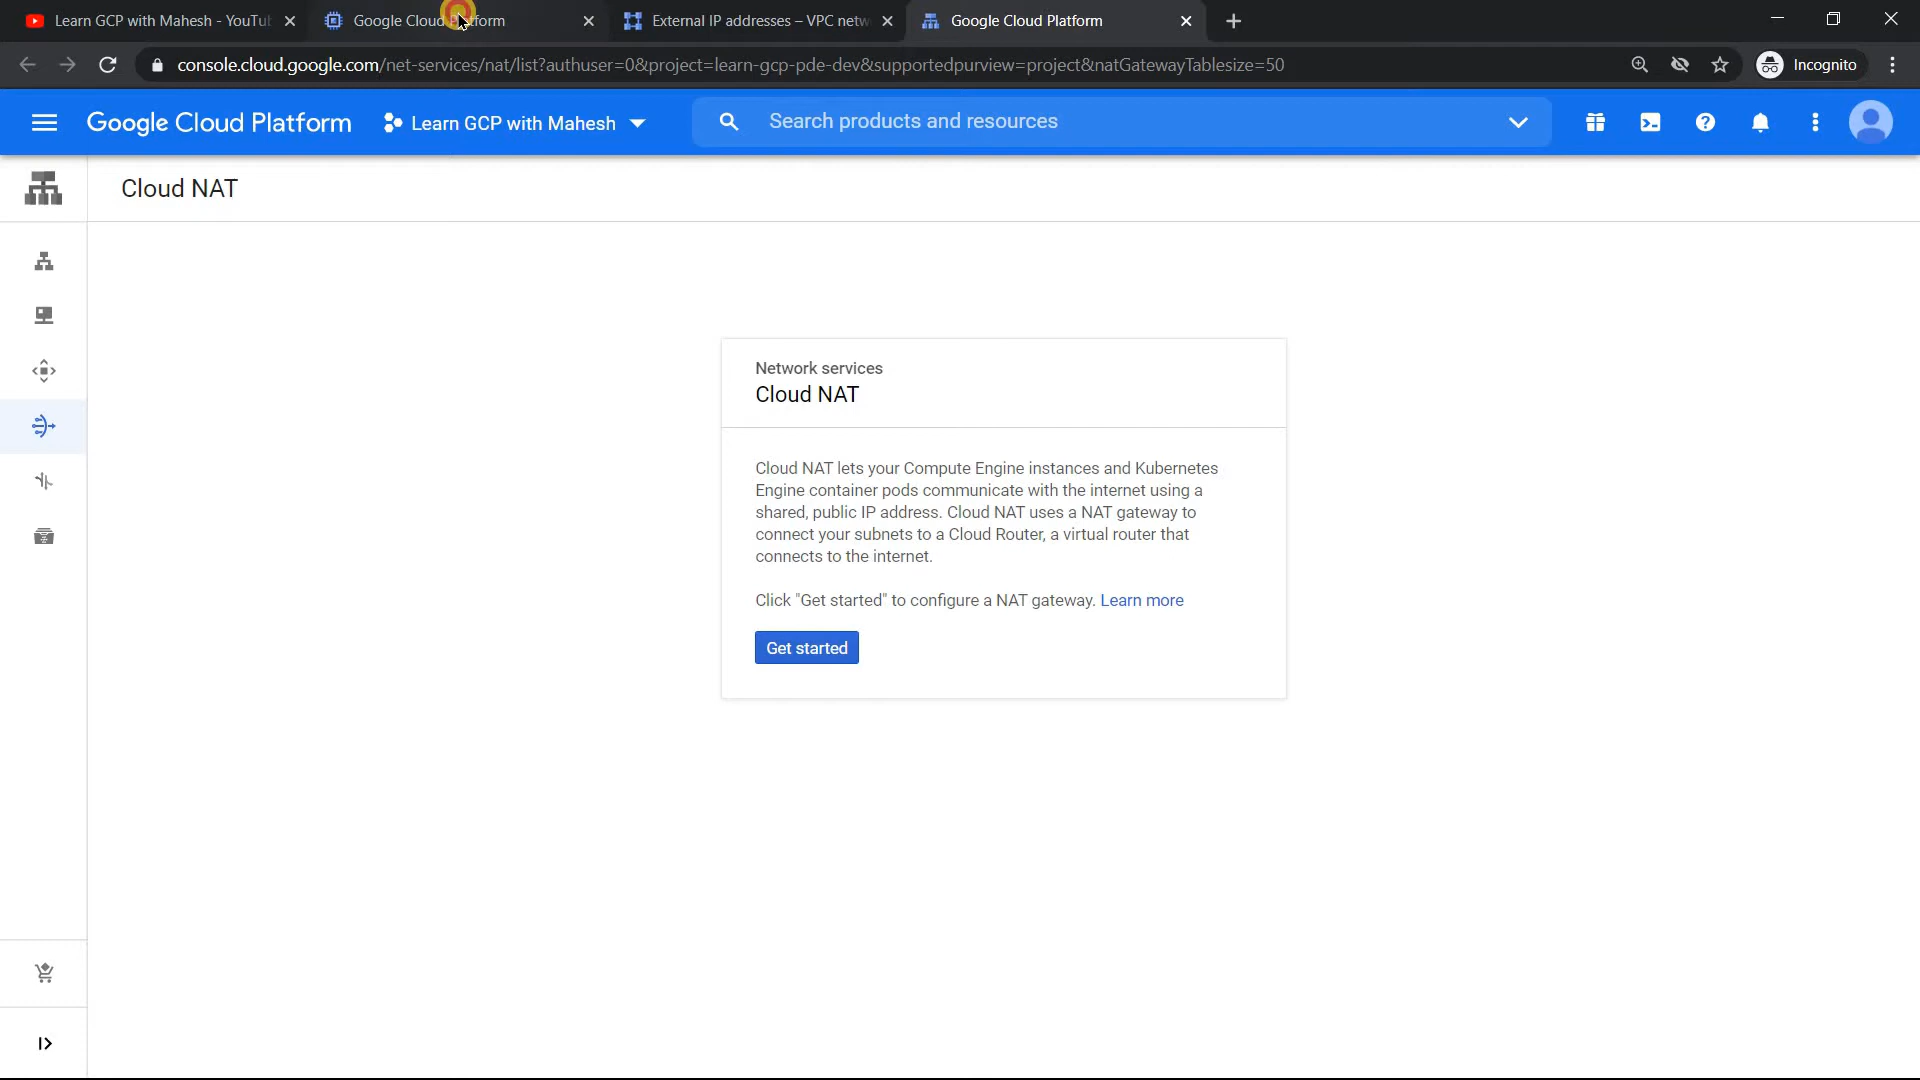 Learn GCP with Mahesh - YouTu
Google Cloud Platform
External IP addresses – VPC netw
Google Cloud Platform
console.cloud.google.com/net-services/nat/list?authuser=0&project=learn-gcp-pde-dev&supportedpurview=project&natGatewayTablesize=50
Incognito
Google Cloud Platform
Learn GCP with Mahesh
Search products and resources
Cloud NAT
Network services
Cloud NAT
Cloud NAT lets your Compute Engine instances and Kubernetes
Engine container pods communicate with the internet using a
shared, public IP address. Cloud NAT uses a NAT gateway to
connect your subnets to a Cloud Router, a virtual router that
connects to the internet.
Click "Get started" to configure a NAT gateway. Learn more
Get started